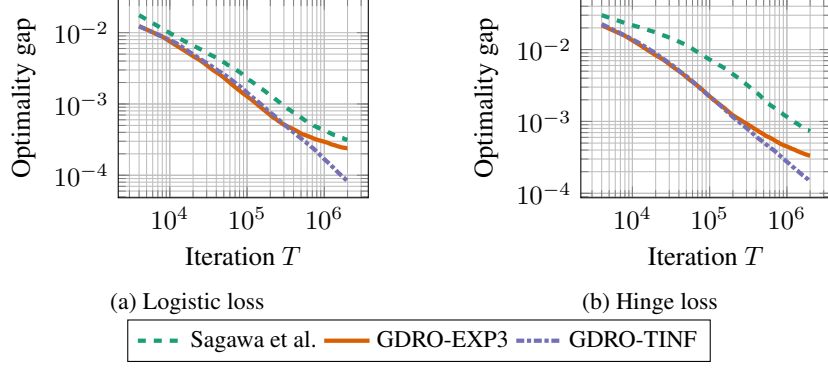 10^{-2}
10^{-3}
10^{-4}
Optimality gap
10^4 10^5 10^6
Iteration T
(a) Logistic loss
10^{-2}
10^{-3}
10^{-4}
Optimality gap
10^4 10^5 10^6
Iteration T
(b) Hinge loss
Sagawa et al. GDRO-EXP3 GDRO-TINF